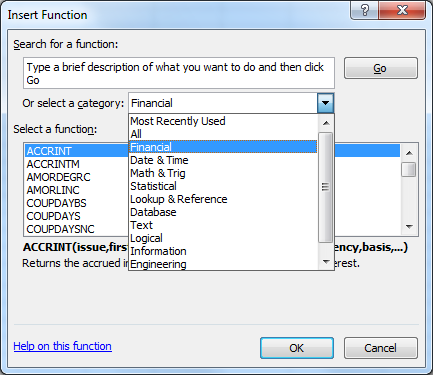 Insert Function
Search for a function:
Type a brief description of what you want to do and then click
Go
Go
Or select a category: Financial
Most Recently Used
All
Financial
Date & Time
Math & Trig
Statistical
Lookup & Reference
Database
Text
Logical
Information
Engineering
Select a function:
ACCRINT
ACCRINTM
AMORDEGRC
AMORLINC
COUPDAYBS
COUPDAYS
COUPDAYSNC
ACCRINT(issue,firs ency,basis,...)
Returns the accrued in erest.
Help on this function
OK
Cancel